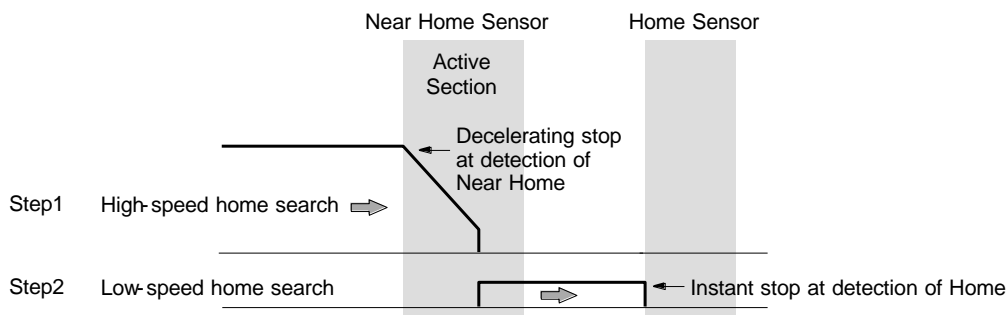 Near Home Sensor
Home Sensor
Active
Section
Decelerating stop
at detection of
Near Home
Step1
High-speed home search
Step2
Low-speed home search
Instant stop at detection of Home